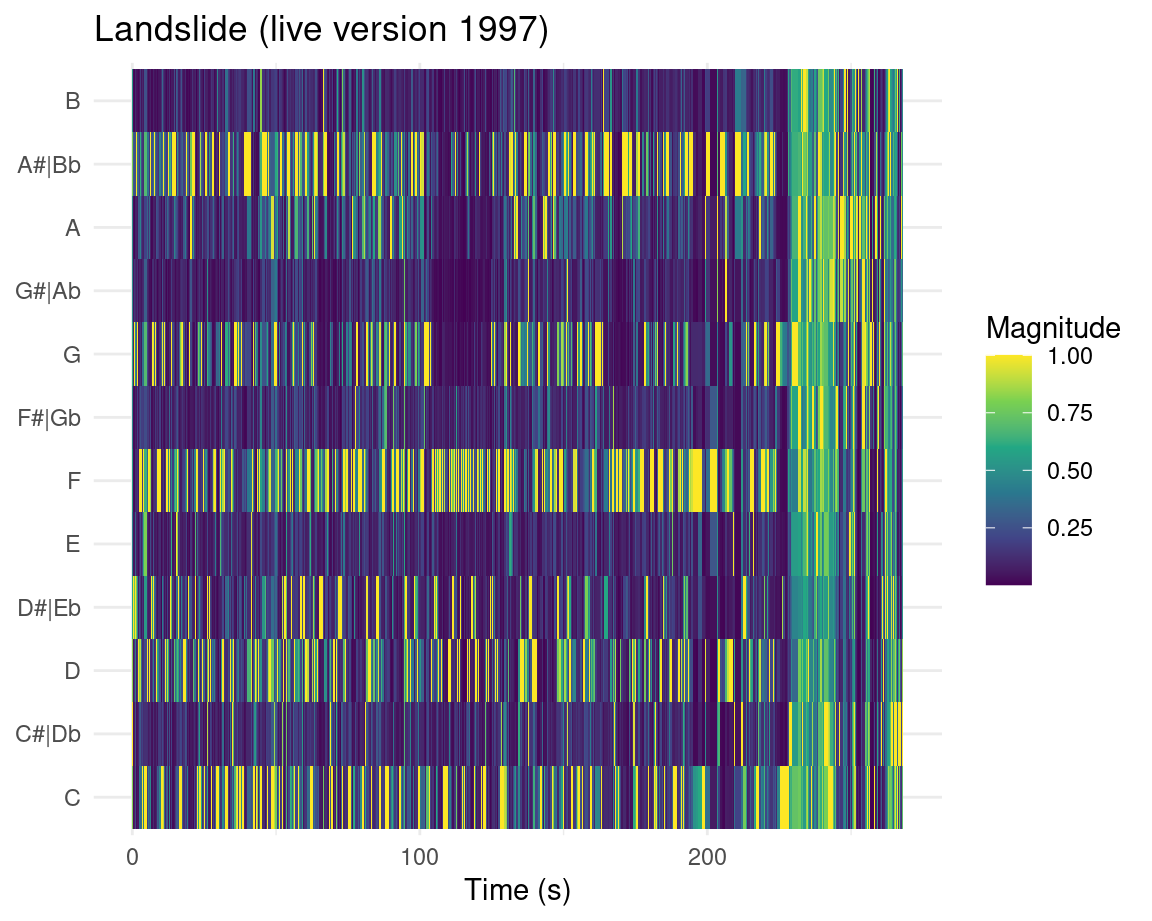 Landslide (live version 1997)
B
A#|Bb
A
G#|Ab
G
F#|Gb
F
E
D#|Eb
D
C#|Db
C
0 100 200
Time (s)
Magnitude
1.00
0.75
0.50
0.25